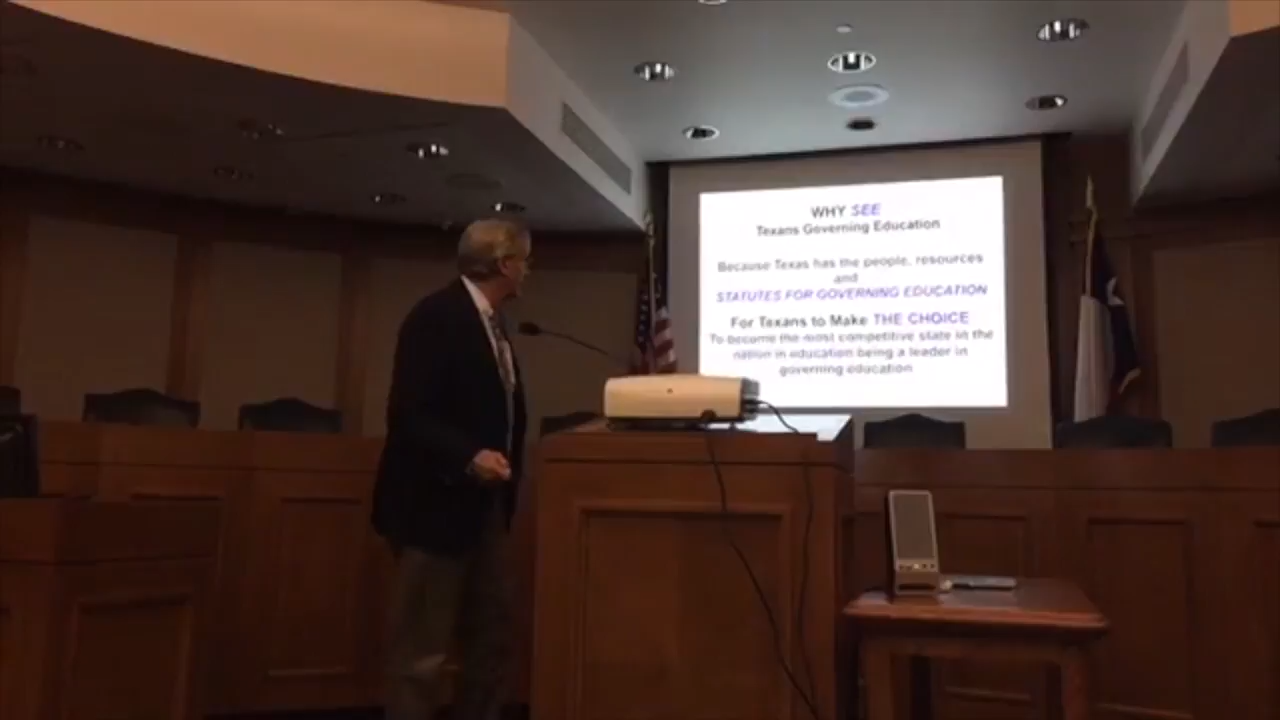 WHY SEE
Texans Governing Education
Because Texas has the people, resources
and
STATUTES FOR GOVERNING EDUCATION
For Texans to Make THE CHOICE
To become the most competitive state in the
nation in education being a leader in
governing education